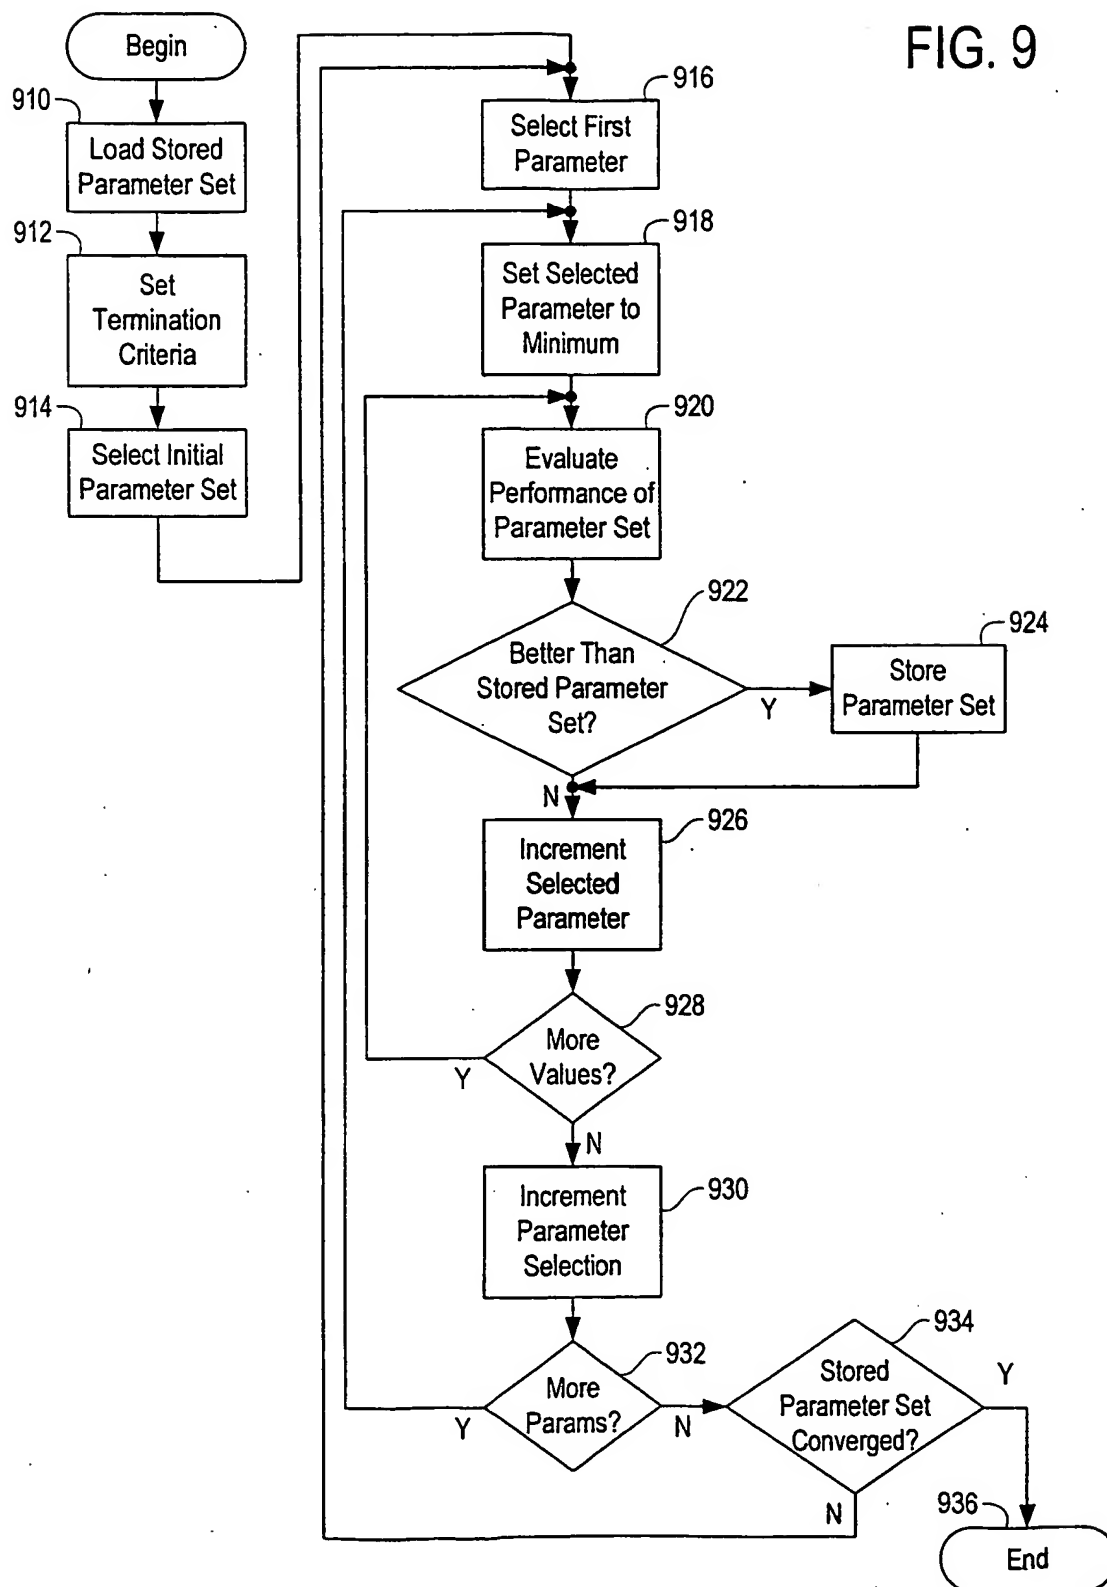 FIG. 9
Begin
910
Load Stored
Parameter Set
912
Set
Termination
Criteria
914
Select Initial
Parameter Set
916
Select First
Parameter
918
Set Selected
Parameter to
Minimum
920
Evaluate
Performance of
Parameter Set
922
Better Than
Stored Parameter
Set?
Y
924
Store
Parameter Set
N
926
Increment
Selected
Parameter
928
More
Values?
Y
N
930
Increment
Parameter
Selection
932
More
Params?
Y
N
934
Stored
Parameter Set
Converged?
Y
N
936
End